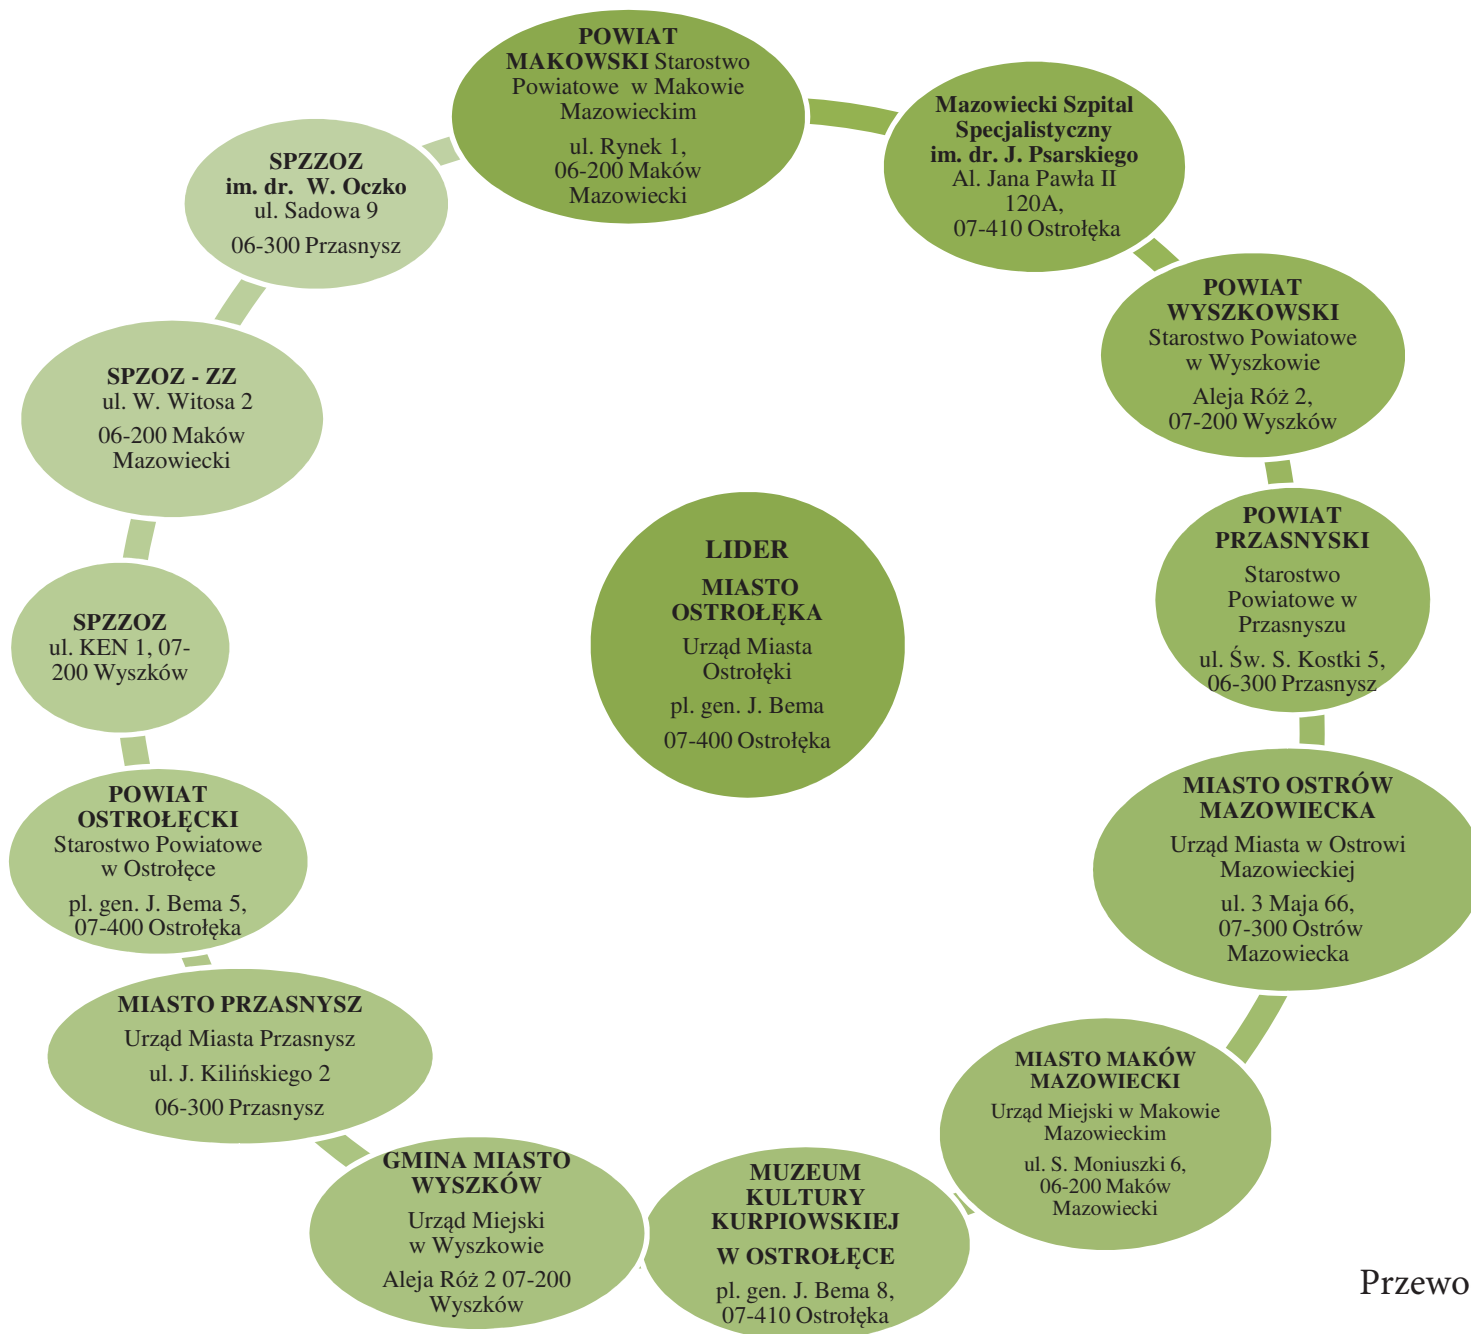 POWIAT
MAKOWSKI Starostwo
Powiatowe w Makowie
Mazowieckim
ul. Rynek 1,
06-200 Maków
Mazowiecki
Mazowiecki Szpital
Specjalistyczny
im. dr. J. Psarskiego
Al. Jana Pawła II
120A,
07-410 Ostrołęka
POWIAT
WYSZKOWSKI
Starostwo Powiatowe
w Wyszkowie
Aleja Róż 2,
07-200 Wyszków
POWIAT
PRZASNYSKI
Starostwo
Powiatowe w
Przasnyszu
ul. Św. S. Kostki 5,
06-300 Przasnysz
MIASTO OSTRÓW
MAZOWIECKA
Urząd Miasta w Ostrowi
Mazowieckiej
ul. 3 Maja 66,
07-300 Ostrów
Mazowiecka
MIASTO MAKÓW
MAZOWIECKI
Urząd Miejski w Makowie
Mazowieckim
ul. S. Moniuszki 6,
06-200 Maków
Mazowiecki
MUZEUM
KULTURY
KURPIOWSKIEJ
W OSTROŁĘCE
pl. gen. J. Bema 8,
07-410 Ostrołęka
GMINA MIASTO
WYSZKÓW
Urząd Miejski
w Wyszkowie
Aleja Róż 2 07-200
Wyszków
MIASTO PRZASNYSZ
Urząd Miasta Przasnysz
ul. J. Kilińskiego 2
06-300 Przasnysz
POWIAT
OSTROŁĘCKI
Starostwo Powiatowe
w Ostrołęce
pl. gen. J. Bema 5,
07-400 Ostrołęka
SPZZOZ
ul. KEN 1, 07-
200 Wyszków
SPZOZ - ZZ
ul. W. Witosa 2
06-200 Maków
Mazowiecki
SPZZOZ
im. dr. W. Oczko
ul. Sadowa 9
06-300 Przasnysz
LIDER
MIASTO
OSTROŁĘKA
Urząd Miasta
Ostrołęki
pl. gen. J. Bema
07-400 Ostrołęka
Przewo